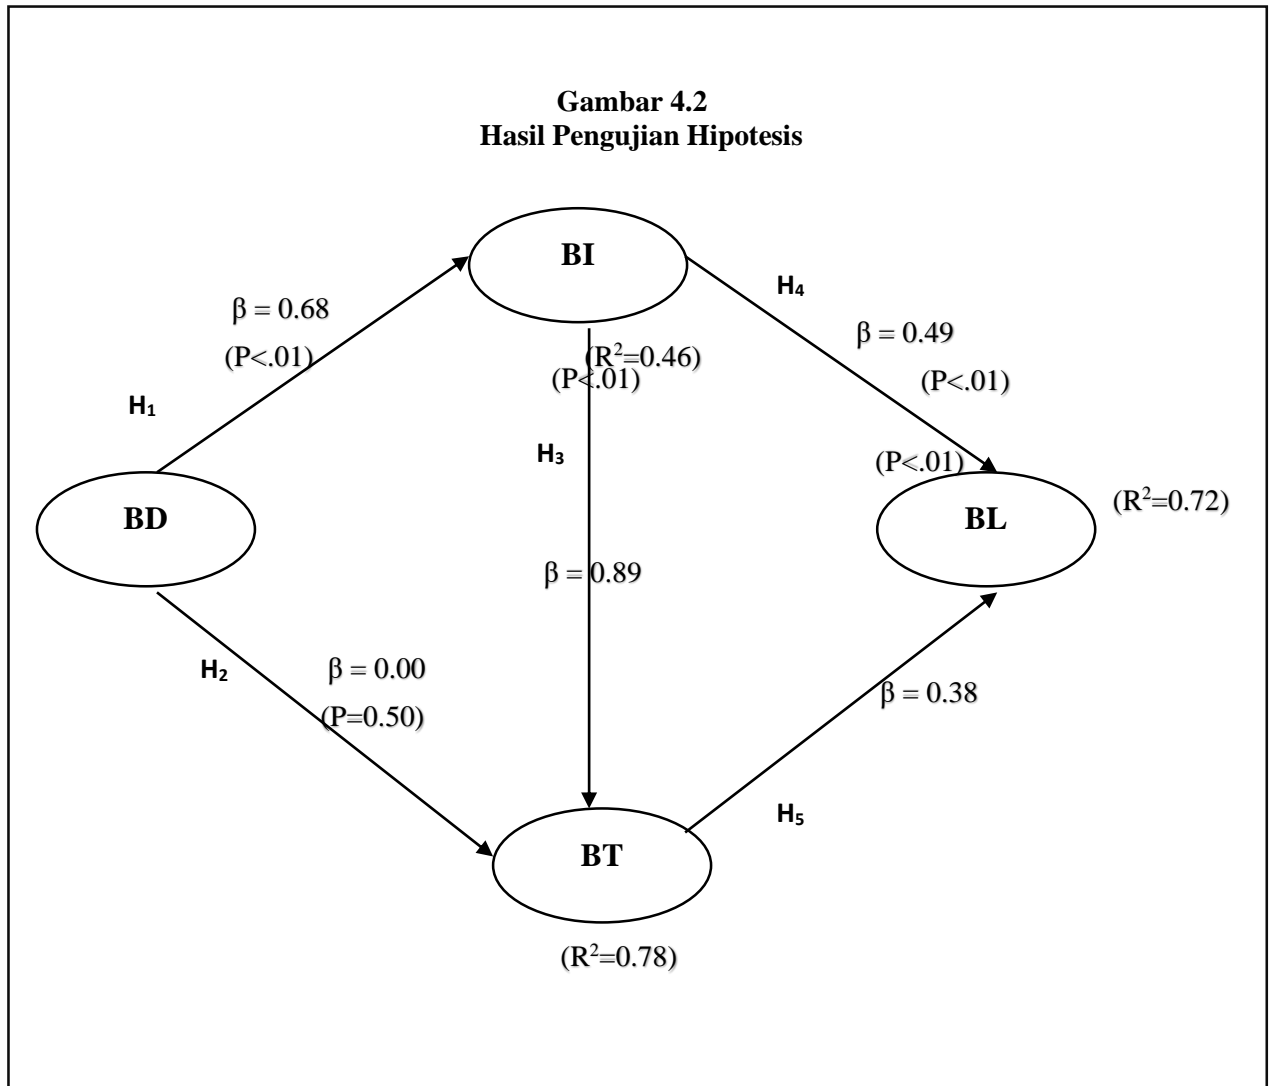 Gambar 4.2
Hasil Pengujian Hipotesis
BI
H₄
β = 0.68
β = 0.49
(P<.01)
(R²=0.46)
(P<.01)
(P<.01)
H₁
H₃
(P<.01)
BD
BL
(R²=0.72)
β = 0.89
H₂
β = 0.00
(P=0.50)
β = 0.38
H₅
BT
(R²=0.78)